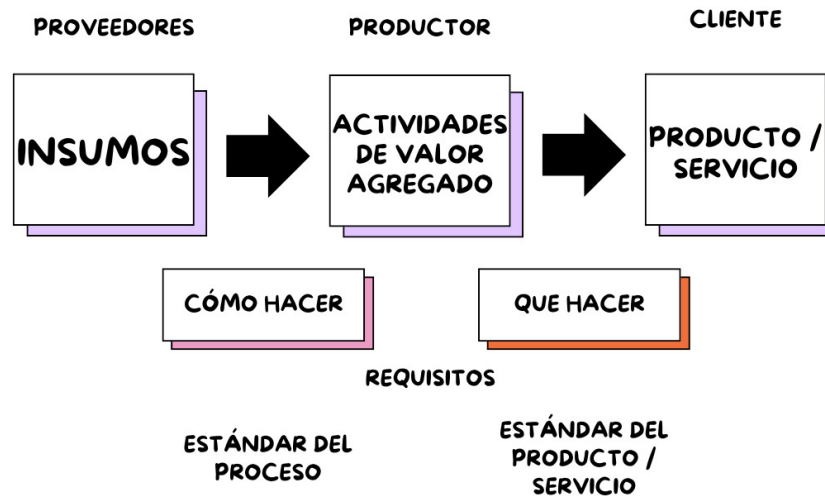 PROVEEDORES
PRODUCTOR
CLIENTE
INSUMOS
ACTIVIDADES
DE VALOR
AGREGADO
PRODUCTO /
SERVICIO
CÓMO HACER
QUE HACER
REQUISITOS
ESTÁNDAR DEL
PROCESO
ESTÁNDAR DEL
PRODUCTO /
SERVICIO